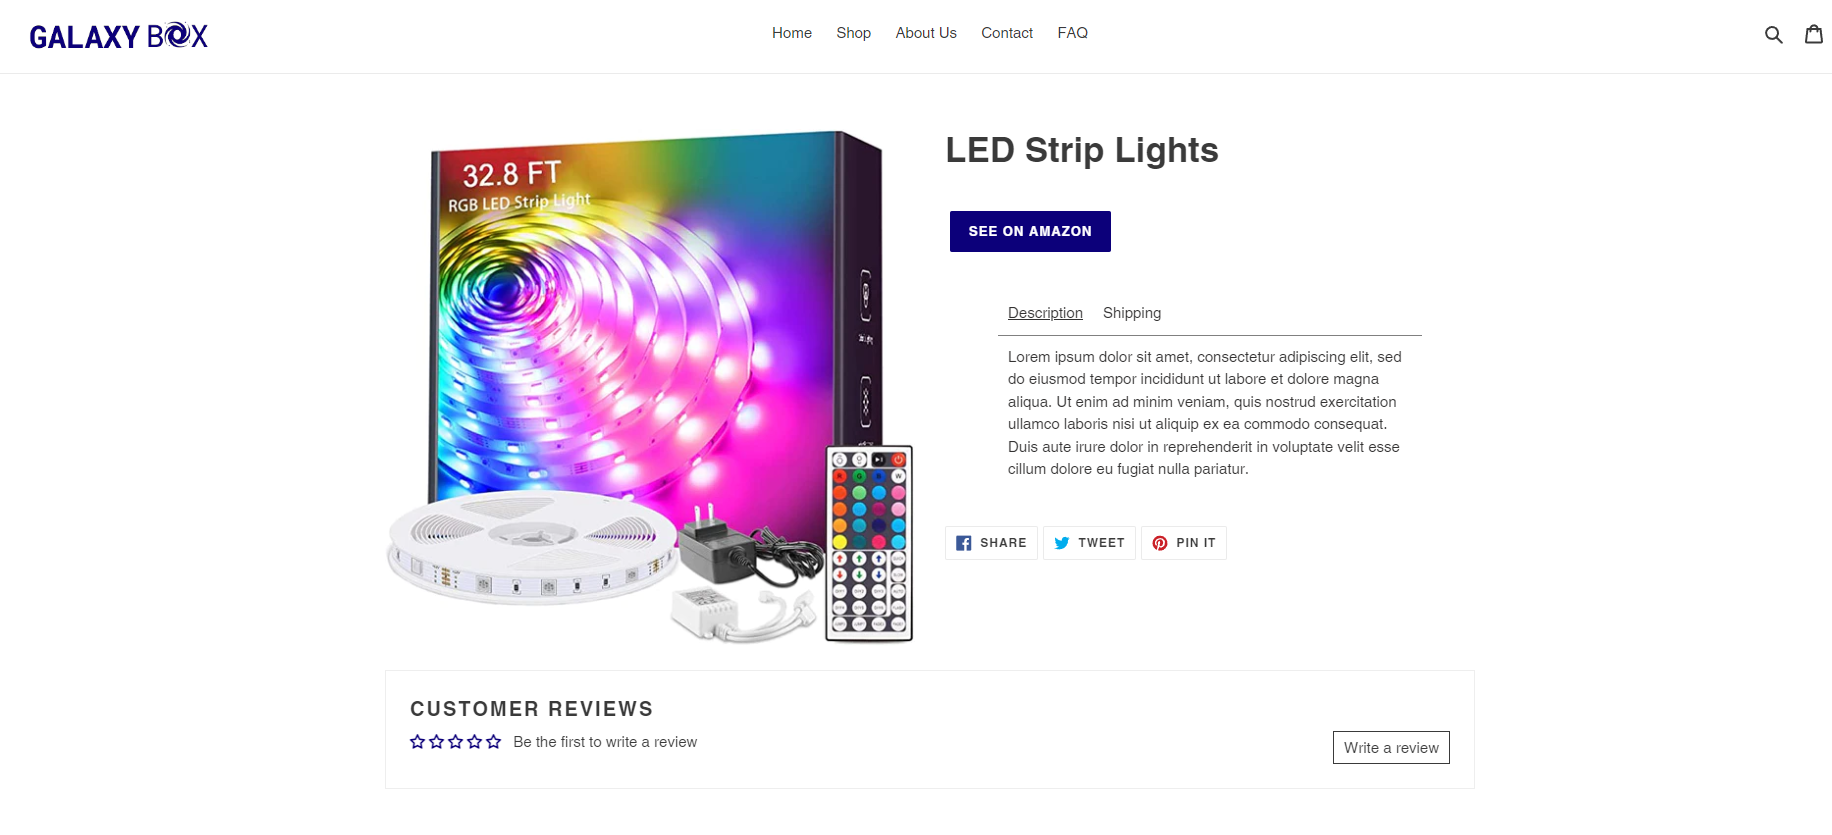 GALAXY BOX
Home Shop About Us Contact FAQ
32.8 FT
RGB LED Strip Light
LED Strip Lights
SEE ON AMAZON
Description Shipping
Lorem ipsum dolor sit amet, consectetur adipiscing elit, sed
do eiusmod tempor incididunt ut labore et dolore magna
aliqua. Ut enim ad minim veniam, quis nostrud exercitation
ullamco laboris nisi ut aliquip ex ea commodo consequat.
Duis aute irure dolor in reprehenderit in voluptate velit esse
cillum dolore eu fugiat nulla pariatur.
SHARE TWEET PIN IT
CUSTOMER REVIEWS
Be the first to write a review
Write a review